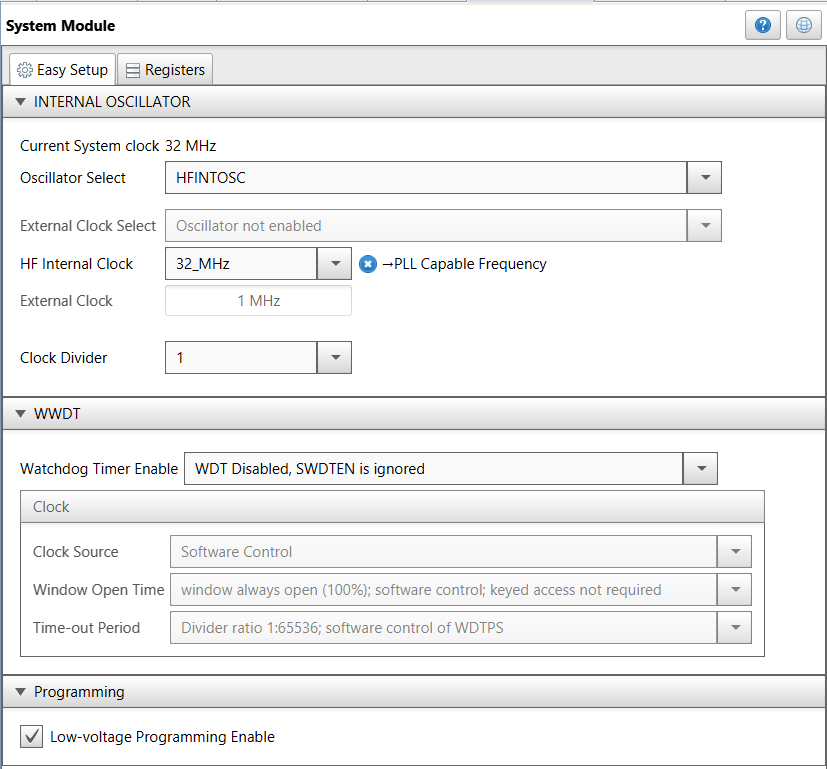 System Module
Easy Setup Registers
INTERNAL OSCILLATOR
Current System clock 32 MHz
Oscillator Select HFINTOSC
External Clock Select Oscillator not enabled
HF Internal Clock 32_MHz →PLL Capable Frequency
External Clock 1 MHz
Clock Divider 1
WWDT
Watchdog Timer Enable WDT Disabled, SWDTEN is ignored
Clock
Clock Source Software Control
Window Open Time window always open (100%); software control; keyed access not required
Time-out Period Divider ratio 1:65536; software control of WDTPS
Programming
Low-voltage Programming Enable